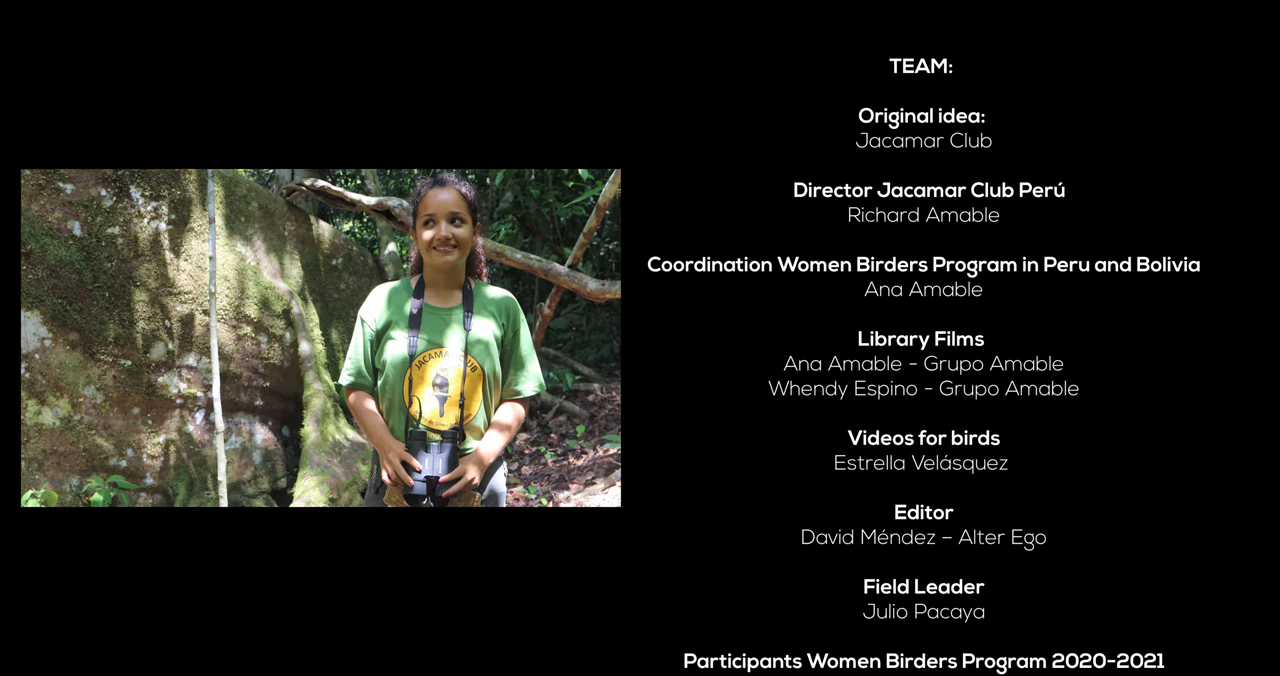 JACAMAR CLUB
TEAM:
Original idea:
Jacamar Club
Director Jacamar Club Perú
Richard Amable
Coordination Women Birders Program in Peru and Bolivia
Ana Amable
Library Films
Ana Amable - Grupo Amable
Whendy Espino - Grupo Amable
Videos for birds
Estrella Velásquez
Editor
David Méndez – Alter Ego
Field Leader
Julio Pacaya
Participants Women Birders Program 2020-2021